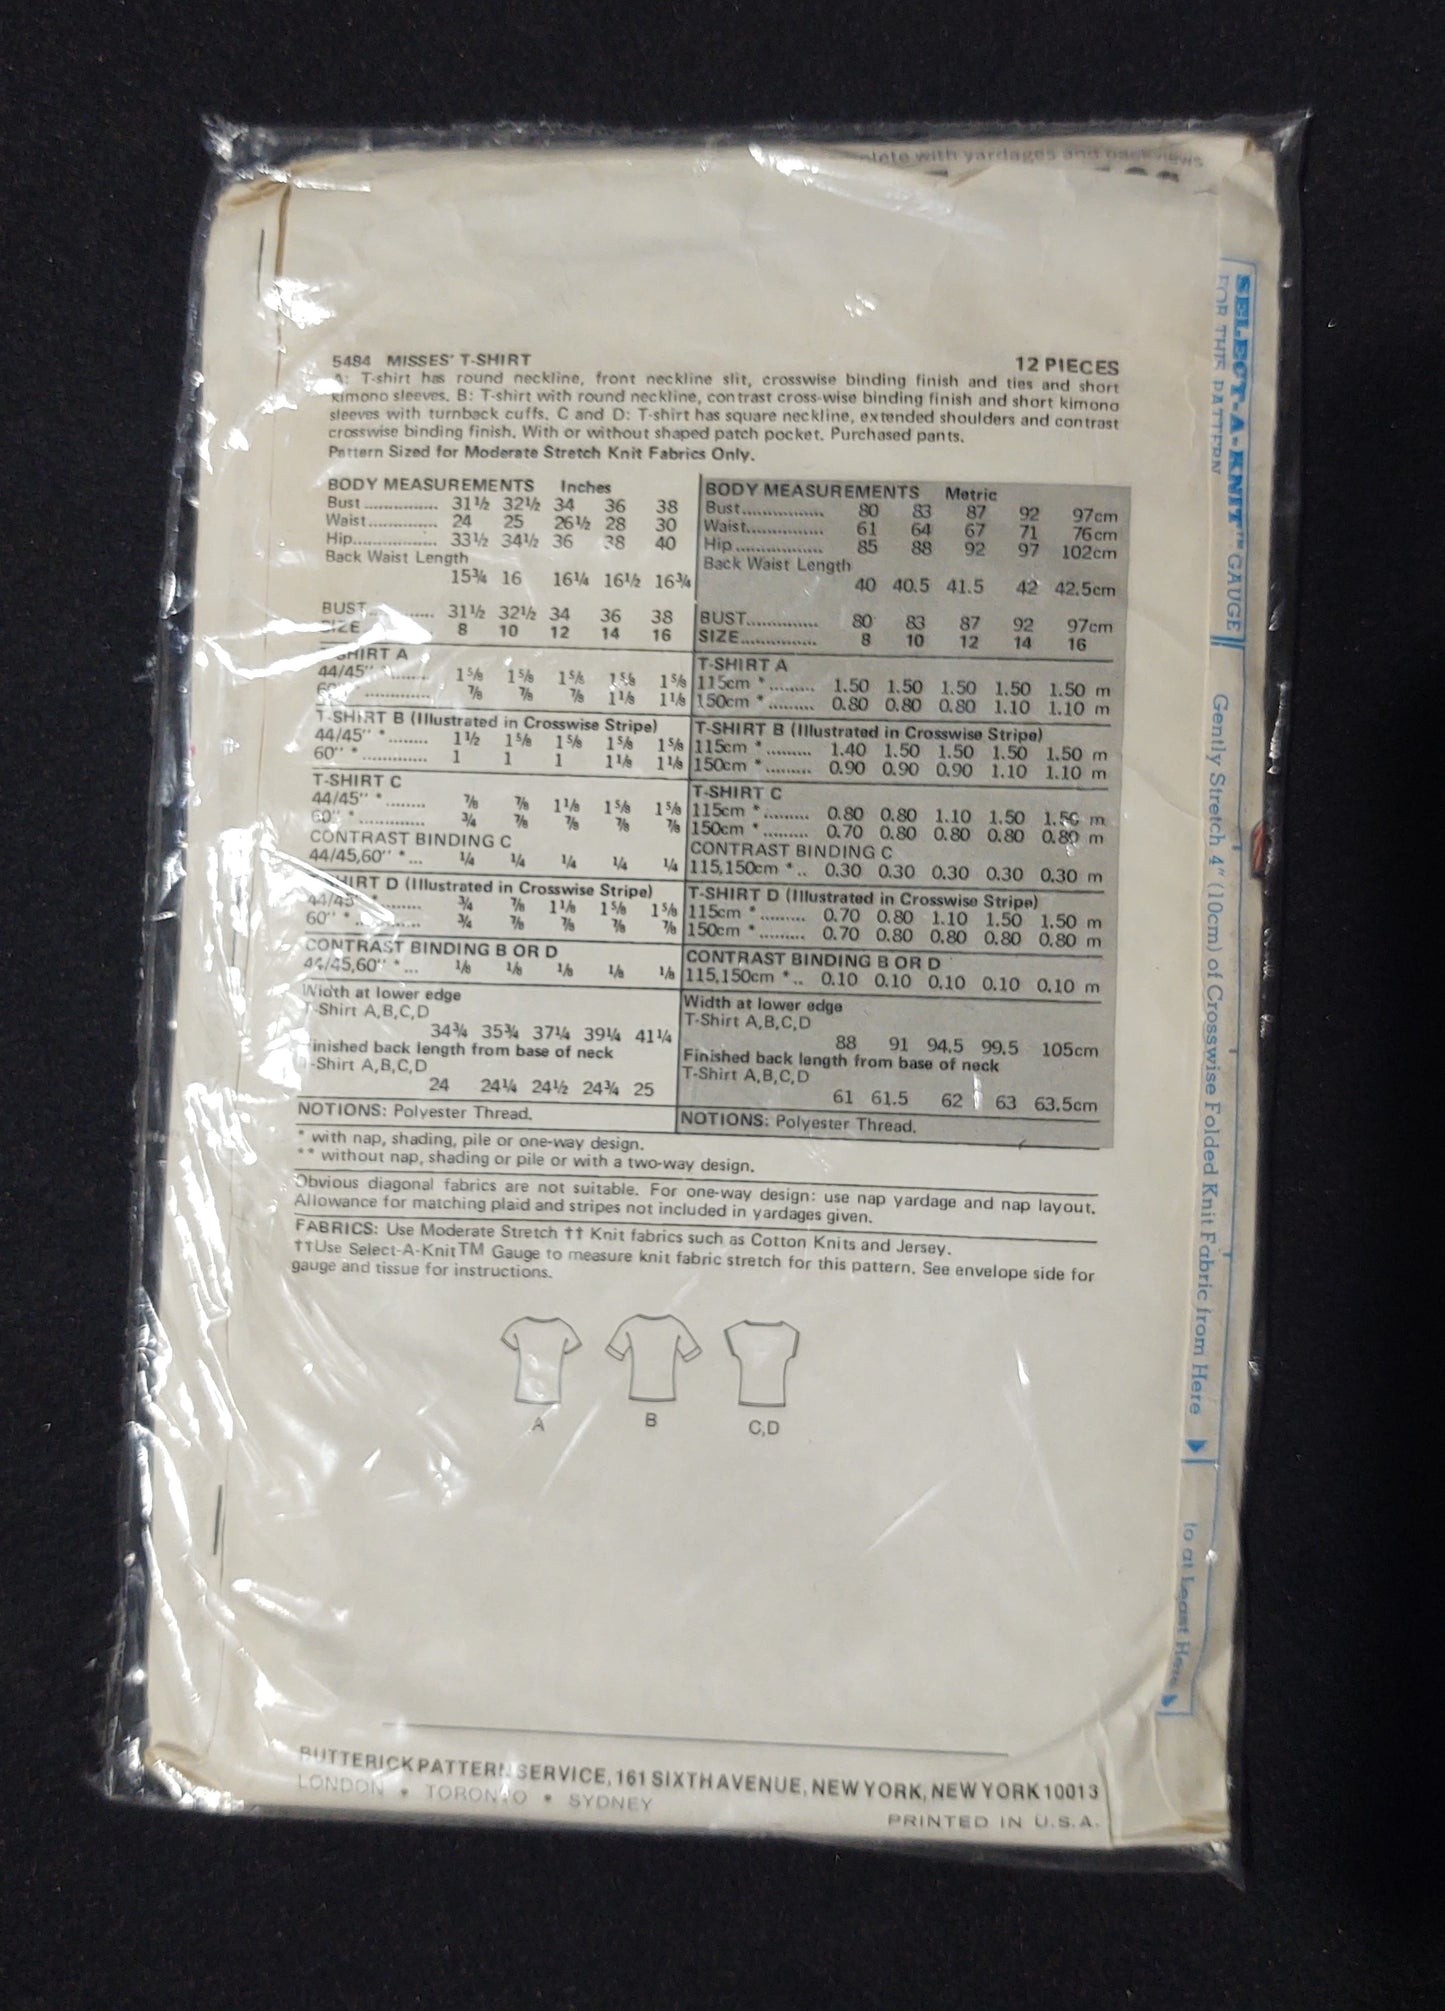 with yardages and back views
5484 MISSES' T-SHIRT 12 PIECES
A: T-shirt has round neckline, front neckline slit, crosswise binding finish and ties and short
kimono sleeves. B: T-shirt with round neckline, contrast cross-wise binding finish and short kimono
sleeves with turnback cuffs. C and D: T-shirt has square neckline, extended shoulders and contrast
crosswise binding finish. With or without shaped patch pocket. Purchased pants.
Pattern Sized for Moderate Stretch Knit Fabrics Only.
BODY MEASUREMENTS Inches
Bust ................ 31½ 32½ 34 36 38
Waist.............. 24 25 26½ 28 30
Hip.................. 33½ 34½ 36 38 40
Back Waist Length
15¾ 16 16¼ 16½ 16¾
BUST.............. 31½ 32½ 34 36 38
SIZE 8 10 12 14 16
T-SHIRT A
44/45'' *........ 1⅝ 1⅝ 1⅝ 1⅝ 1⅝
60'' *.............. ⅞ ⅞ ⅞ 1⅛ 1⅛
T-SHIRT B (Illustrated in Crosswise Stripe)
44/45'' *........ 1½ 1⅝ 1⅝ 1⅝ 1⅝
60'' * .............. 1 1 1 1⅛ 1⅛
T-SHIRT C
44/45'' *........ ⅞ ⅞ 1⅛ 1⅝ 1⅝
60'' *.............. ¾ ⅞ ⅞ ⅞ ⅞
CONTRAST BINDING C
44/45,60'' *... ¼ ¼ ¼ ¼ ¼
T-SHIRT D (Illustrated in Crosswise Stripe)
44/45'' *........ ¾ ⅞ 1⅛ 1⅝ 1⅝
60'' *.............. ¾ ⅞ ⅞ ⅞ ⅞
CONTRAST BINDING B OR D
44/45,60'' *... ⅛ ⅛ ⅛ ⅛ ⅛
Width at lower edge
T-Shirt A,B,C,D
34¾ 35¾ 37¼ 39¼ 41¼
Finished back length from base of neck
T-Shirt A,B,C,D
24 24¼ 24½ 24¾ 25
NOTIONS: Polyester Thread.
BODY MEASUREMENTS Metric
Bust................ 80 83 87 92 97cm
Waist............... 61 64 67 71 76cm
Hip .................. 85 88 92 97 102cm
Back Waist Length
40 40.5 41.5 42 42.5cm
BUST............... 80 83 87 92 97cm
SIZE................ 8 10 12 14 16
T-SHIRT A
115cm *......... 1.50 1.50 1.50 1.50 1.50 m
150cm *......... 0.80 0.80 0.80 1.10 1.10 m
T-SHIRT B (Illustrated in Crosswise Stripe)
115cm *......... 1.40 1.50 1.50 1.50 1.50 m
150cm *......... 0.90 0.90 0.90 1.10 1.10 m
T-SHIRT C
115cm *......... 0.80 0.80 1.10 1.50 1.50 m
150cm *......... 0.70 0.80 0.80 0.80 0.80 m
CONTRAST BINDING C
115,150cm *.. 0.30 0.30 0.30 0.30 0.30 m
T-SHIRT D (Illustrated in Crosswise Stripe)
115cm *......... 0.70 0.80 1.10 1.50 1.50 m
150cm *......... 0.70 0.80 0.80 0.80 0.80 m
CONTRAST BINDING B OR D
115,150cm *.. 0.10 0.10 0.10 0.10 0.10 m
Width at lower edge
T-Shirt A,B,C,D
88 91 94.5 99.5 105cm
Finished back length from base of neck
T-Shirt A,B,C,D
61 61.5 62 63 63.5cm
NOTIONS: Polyester Thread.
* with nap, shading, pile or one-way design.
** without nap, shading or pile or with a two-way design.
Obvious diagonal fabrics are not suitable. For one-way design: use nap yardage and nap layout.
Allowance for matching plaid and stripes not included in yardages given.
FABRICS: Use Moderate Stretch †† Knit fabrics such as Cotton Knits and Jersey.
††Use Select-A-Knit™ Gauge to measure knit fabric stretch for this pattern. See envelope side for
gauge and tissue for instructions.
A B C,D
BUTTERICK PATTERN SERVICE, 161 SIXTH AVENUE, NEW YORK, NEW YORK 10013
LONDON • TORONTO • SYDNEY
PRINTED IN U.S.A.
SELECT-A-KNIT™ GAUGE
FOR THIS PATTERN
Gently Stretch 4" (10cm) of Crosswise Folded Knit Fabric from Here
to at Least Here